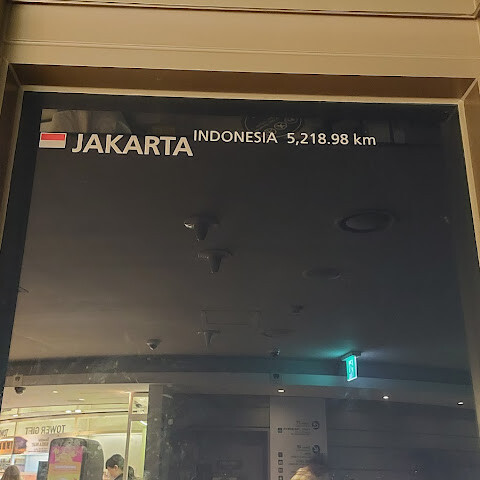 JAKARTA INDONESIA 5,218.98 km
TOWER GIFT